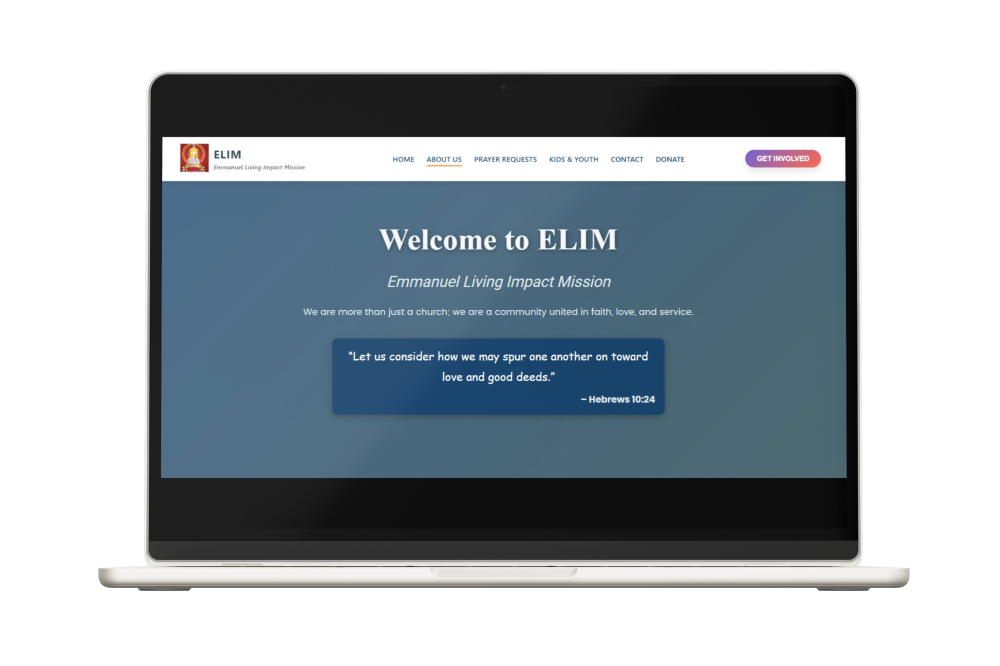 ELIM
Emmanuel Living Impact Mission
HOME ABOUT US PRAYER REQUESTS KIDS & YOUTH CONTACT DONATE
GET INVOLVED
Welcome to ELIM
Emmanuel Living Impact Mission
We are more than just a church; we are a community united in faith, love, and service.
“Let us consider how we may spur one another on toward
love and good deeds.”
– Hebrews 10:24